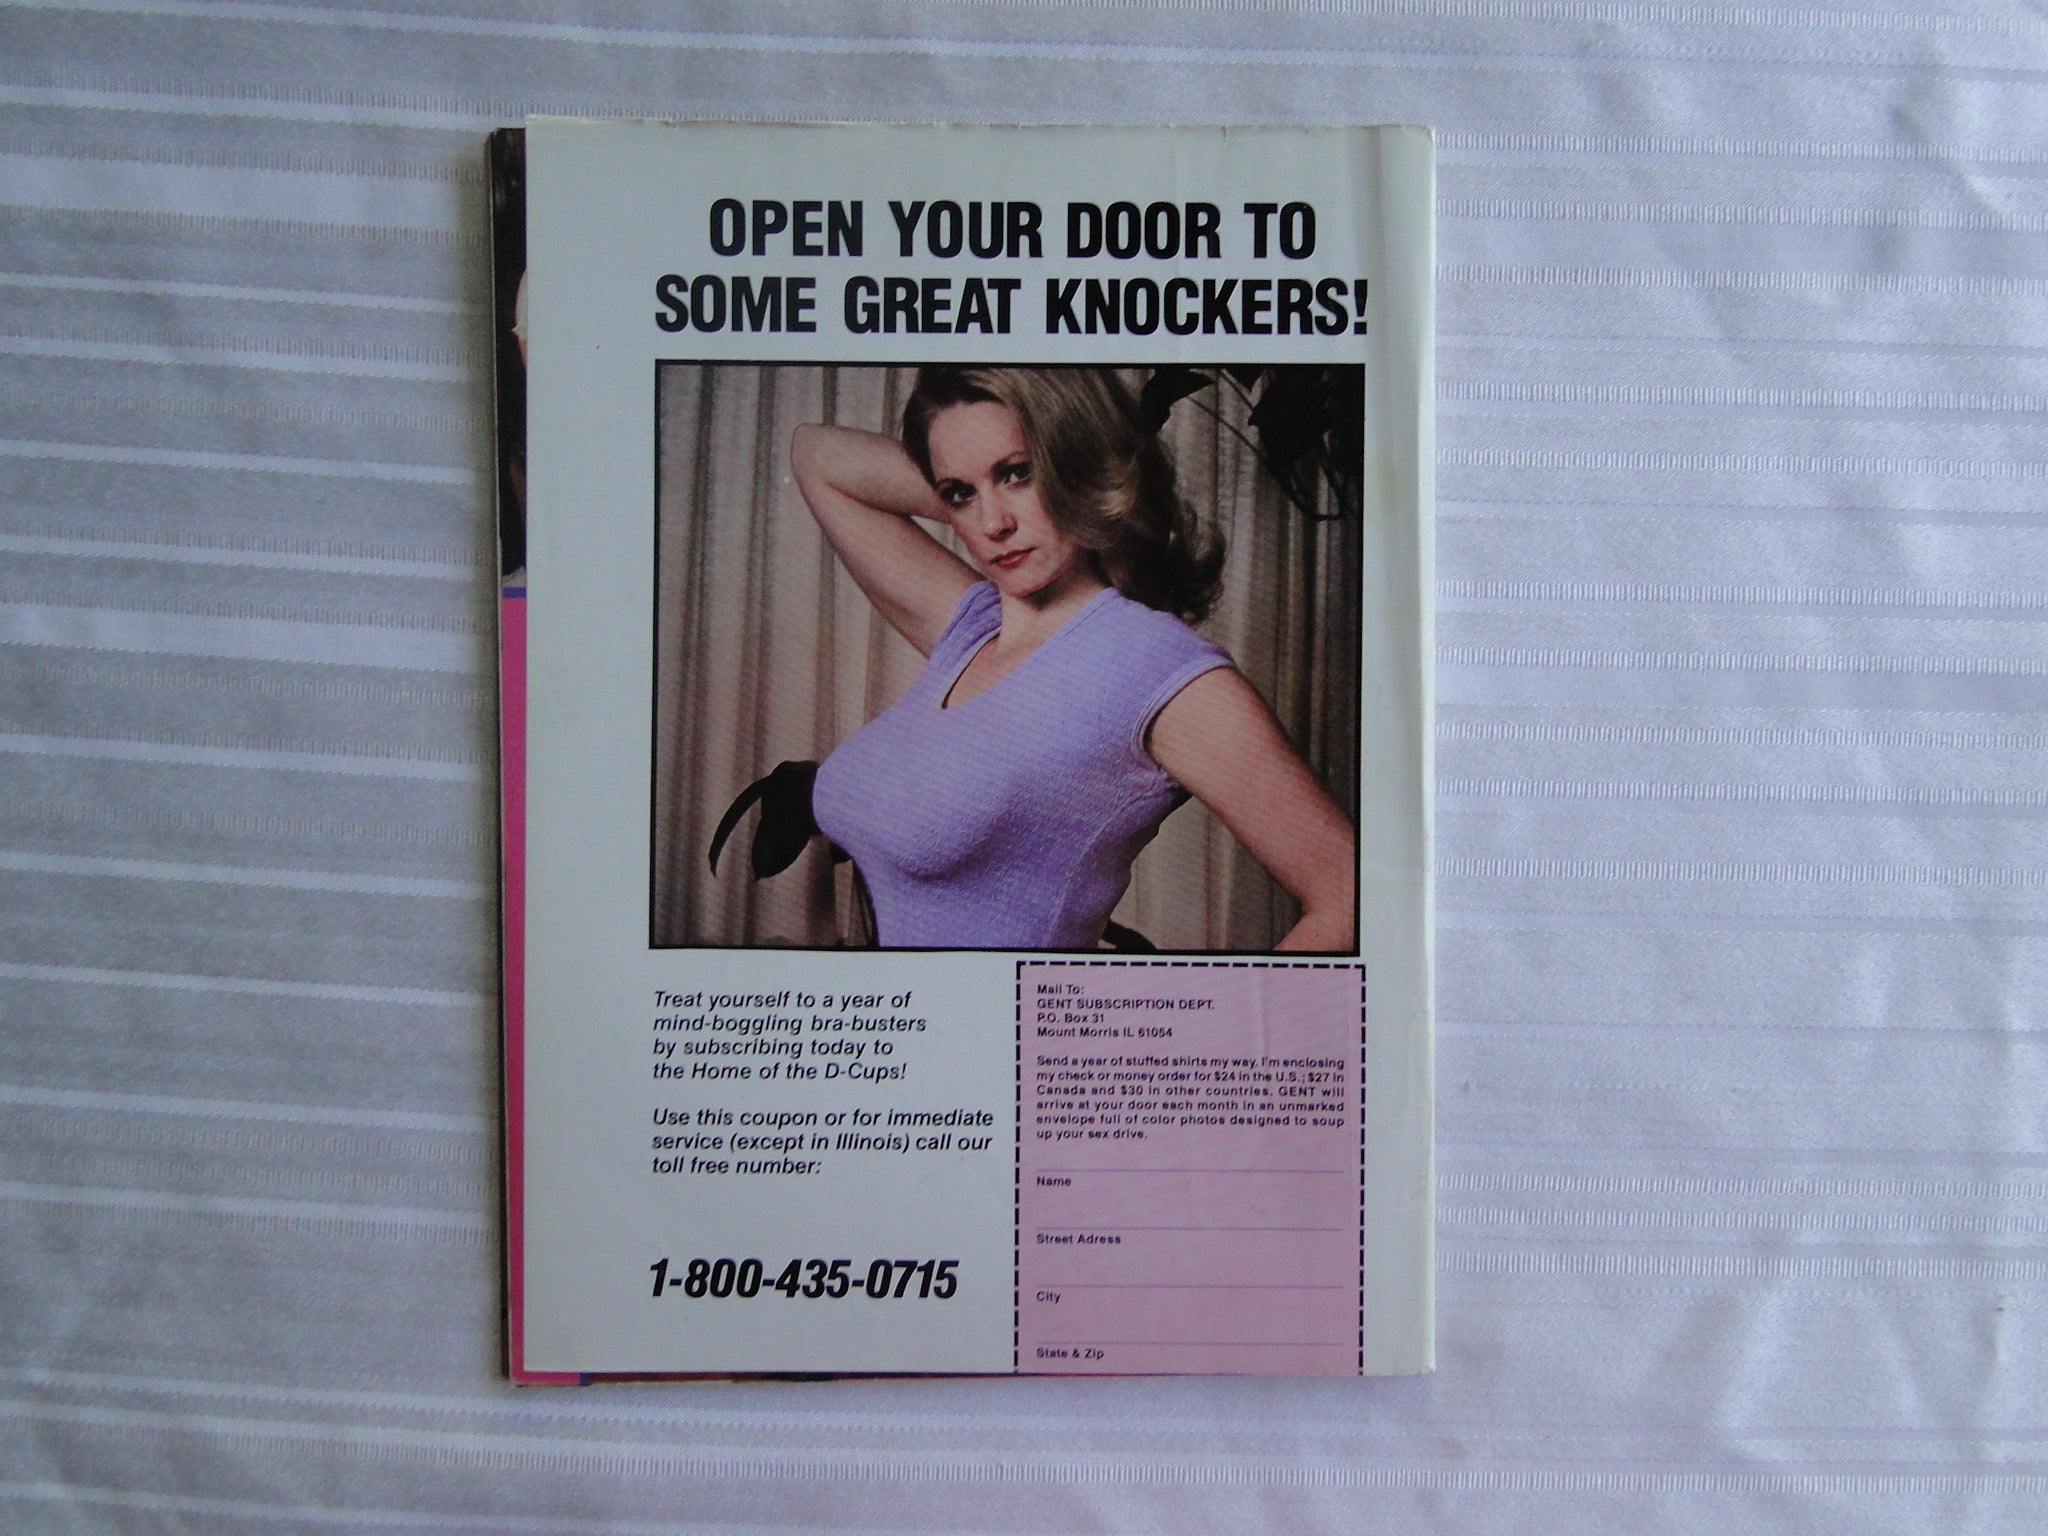 OPEN YOUR DOOR TO
SOME GREAT KNOCKERS!
Treat yourself to a year of
mind-boggling bra-busters
by subscribing today to
the Home of the D-Cups!
Use this coupon or for immediate
service (except in Illinois) call our
toll free number:
1-800-435-0715
Mail To:
GENT SUBSCRIPTION DEPT.
P.O. Box 31
Mount Morris IL 61054
Send a year of stuffed shirts my way. I'm enclosing
my check or money order for $24 in the U.S.; $27 in
Canada and $30 in other countries. GENT will
arrive at your door each month in an unmarked
envelope full of color photos designed to soup
up your sex drive.
Name
Street Adress
City
State & Zip